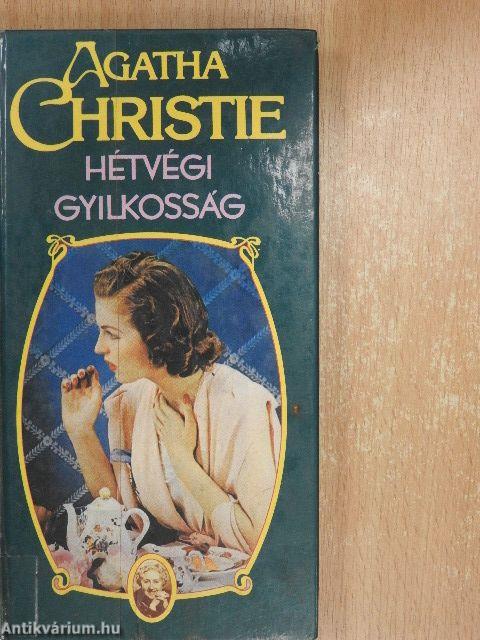 AGATHA
CHRISTIE
HÉTVÉGI
GYILKOSSÁG
Antikvárium.hu